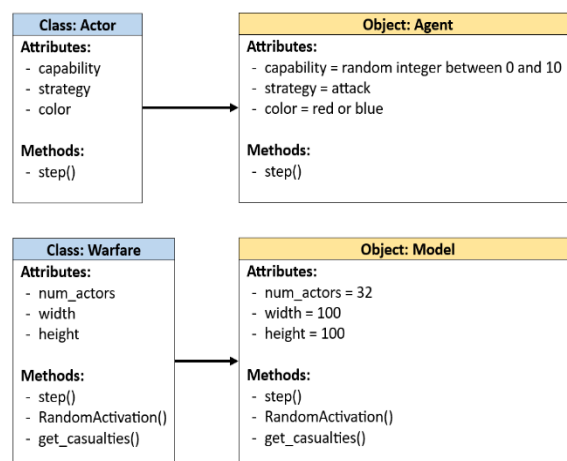 Class: Actor
Attributes:
- capability
- strategy
- color
Methods:
- step()
Object: Agent
Attributes:
- capability = random integer between 0 and 10
- strategy = attack
- color = red or blue
Methods:
- step()
Class: Warfare
Attributes:
- num_actors
- width
- height
Methods:
- step()
- RandomActivation()
- get_casualties()
Object: Model
Attributes:
- num_actors = 32
- width = 100
- height = 100
Methods:
- step()
- RandomActivation()
- get_casualties()